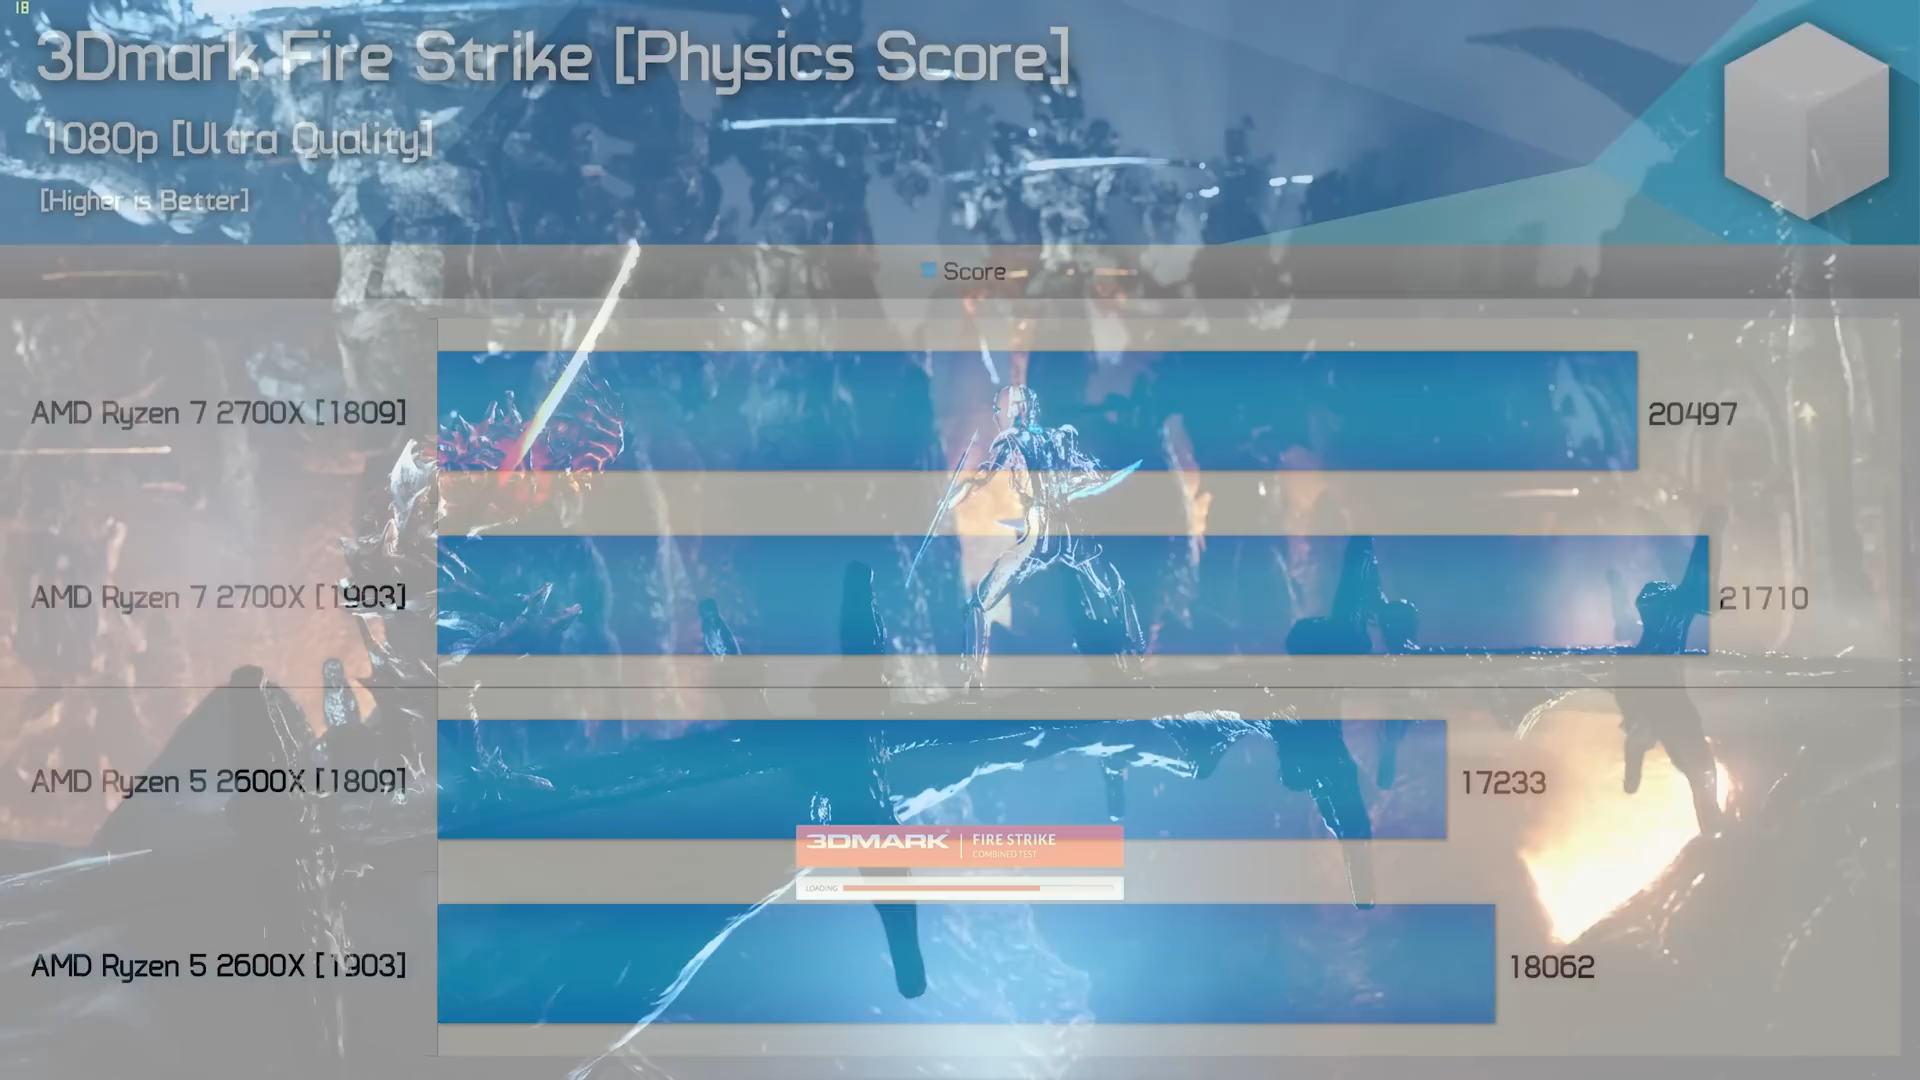 18
3Dmark Fire Strike [Physics Score]
1080p [Ultra Quality]
[Higher is Better]
Score
AMD Ryzen 7 2700X [1809]
20497
AMD Ryzen 7 2700X [1903]
21710
AMD Ryzen 5 2600X [1809]
17233
3DMARK FIRE STRIKE
COMBINED TEST
LOADING
AMD Ryzen 5 2600X [1903]
18062